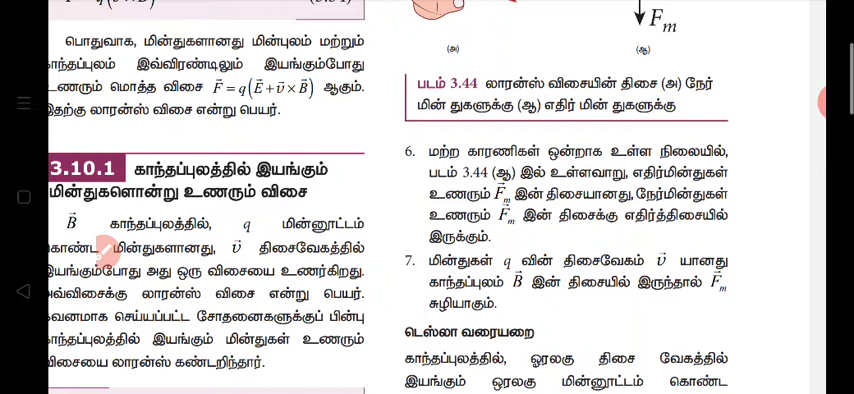 பொதுவாக, மின்துகளானது மின்புலம் மற்றும்
காந்தப்புலம் இவ்விரண்டிலும் இயங்கும்போது
உணரும் மொத்த விசை F⃗ = q(E⃗ + υ⃗ × B⃗) ஆகும்.
இதற்கு லாரன்ஸ் விசை என்று பெயர்.
3.10.1 காந்தப்புலத்தில் இயங்கும்
மின்துகளொன்று உணரும் விசை
B⃗ காந்தப்புலத்தில், q மின்னூட்டம்
கொண்ட மின்துகளானது, υ⃗ திசைவேகத்தில்
இயங்கும்போது அது ஒரு விசையை உணர்கிறது.
அவ்விசைக்கு லாரன்ஸ் விசை என்று பெயர்.
கவனமாக செய்யப்பட்ட சோதனைகளுக்குப் பின்பு
காந்தப்புலத்தில் இயங்கும் மின்துகள் உணரும்
விசையை லாரன்ஸ் கண்டறிந்தார்.
F⃗m
(அ) (ஆ)
படம் 3.44 லாரன்ஸ் விசையின் திசை (அ) நேர்
மின் துகளுக்கு (ஆ) எதிர் மின் துகளுக்கு
6. மற்ற காரணிகள் ஒன்றாக உள்ள நிலையில்,
படம் 3.44 (ஆ) இல் உள்ளவாறு, எதிர்மின்துகள்
உணரும் F⃗m இன் திசையானது, நேர்மின்துகள்
உணரும் F⃗m இன் திசைக்கு எதிர்த்திசையில்
இருக்கும்.
7. மின்துகள் q வின் திசைவேகம் υ⃗ யானது
காந்தப்புலம் B⃗ இன் திசையில் இருந்தால் F⃗m
சுழியாகும்.
டெஸ்லா வரையறை
காந்தப்புலத்தில், ஓரலகு திசை வேகத்தில்
இயங்கும் ஒரலகு மின்னூட்டம் கொண்ட